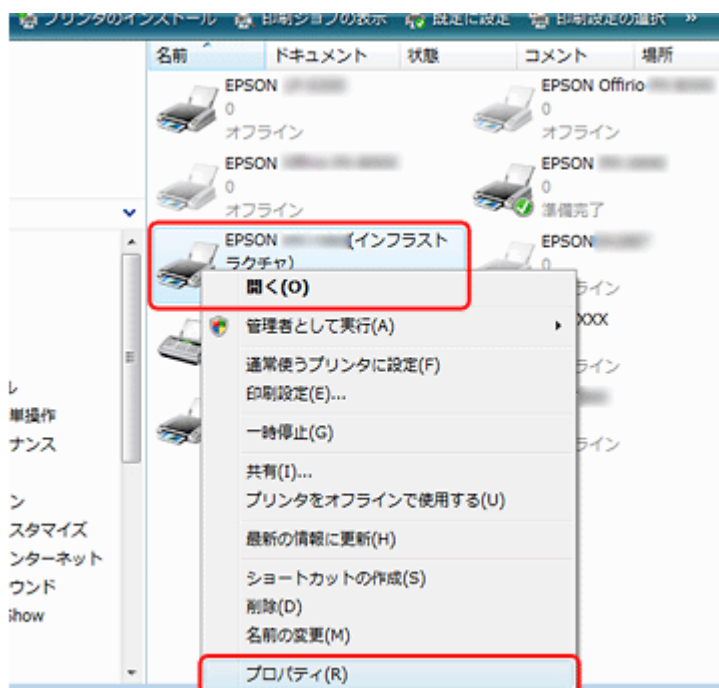 プリンタのインストール 印刷ジョブの表示 既定に設定 印刷設定の選択 »
名前 ドキュメント 状態 コメント 場所
EPSON
0
オフライン
EPSON Offirio
0
オフライン
EPSON
0
オフライン
EPSON
0
準備完了
EPSON (インフラスト
ラクチャ)
EPSON
0
ライン
開く(O)
管理者として実行(A)
XXX
通常使うプリンタに設定(F)
ライン
印刷設定(E)...
一時停止(G)
ライン
共有(I)...
プリンタをオフラインで使用する(U)
最新の情報に更新(H)
ショートカットの作成(S)
削除(D)
名前の変更(M)
プロパティ(R)
ル
単操作
ナンス
ン
スタマイズ
ンターネット
ウンド
Show